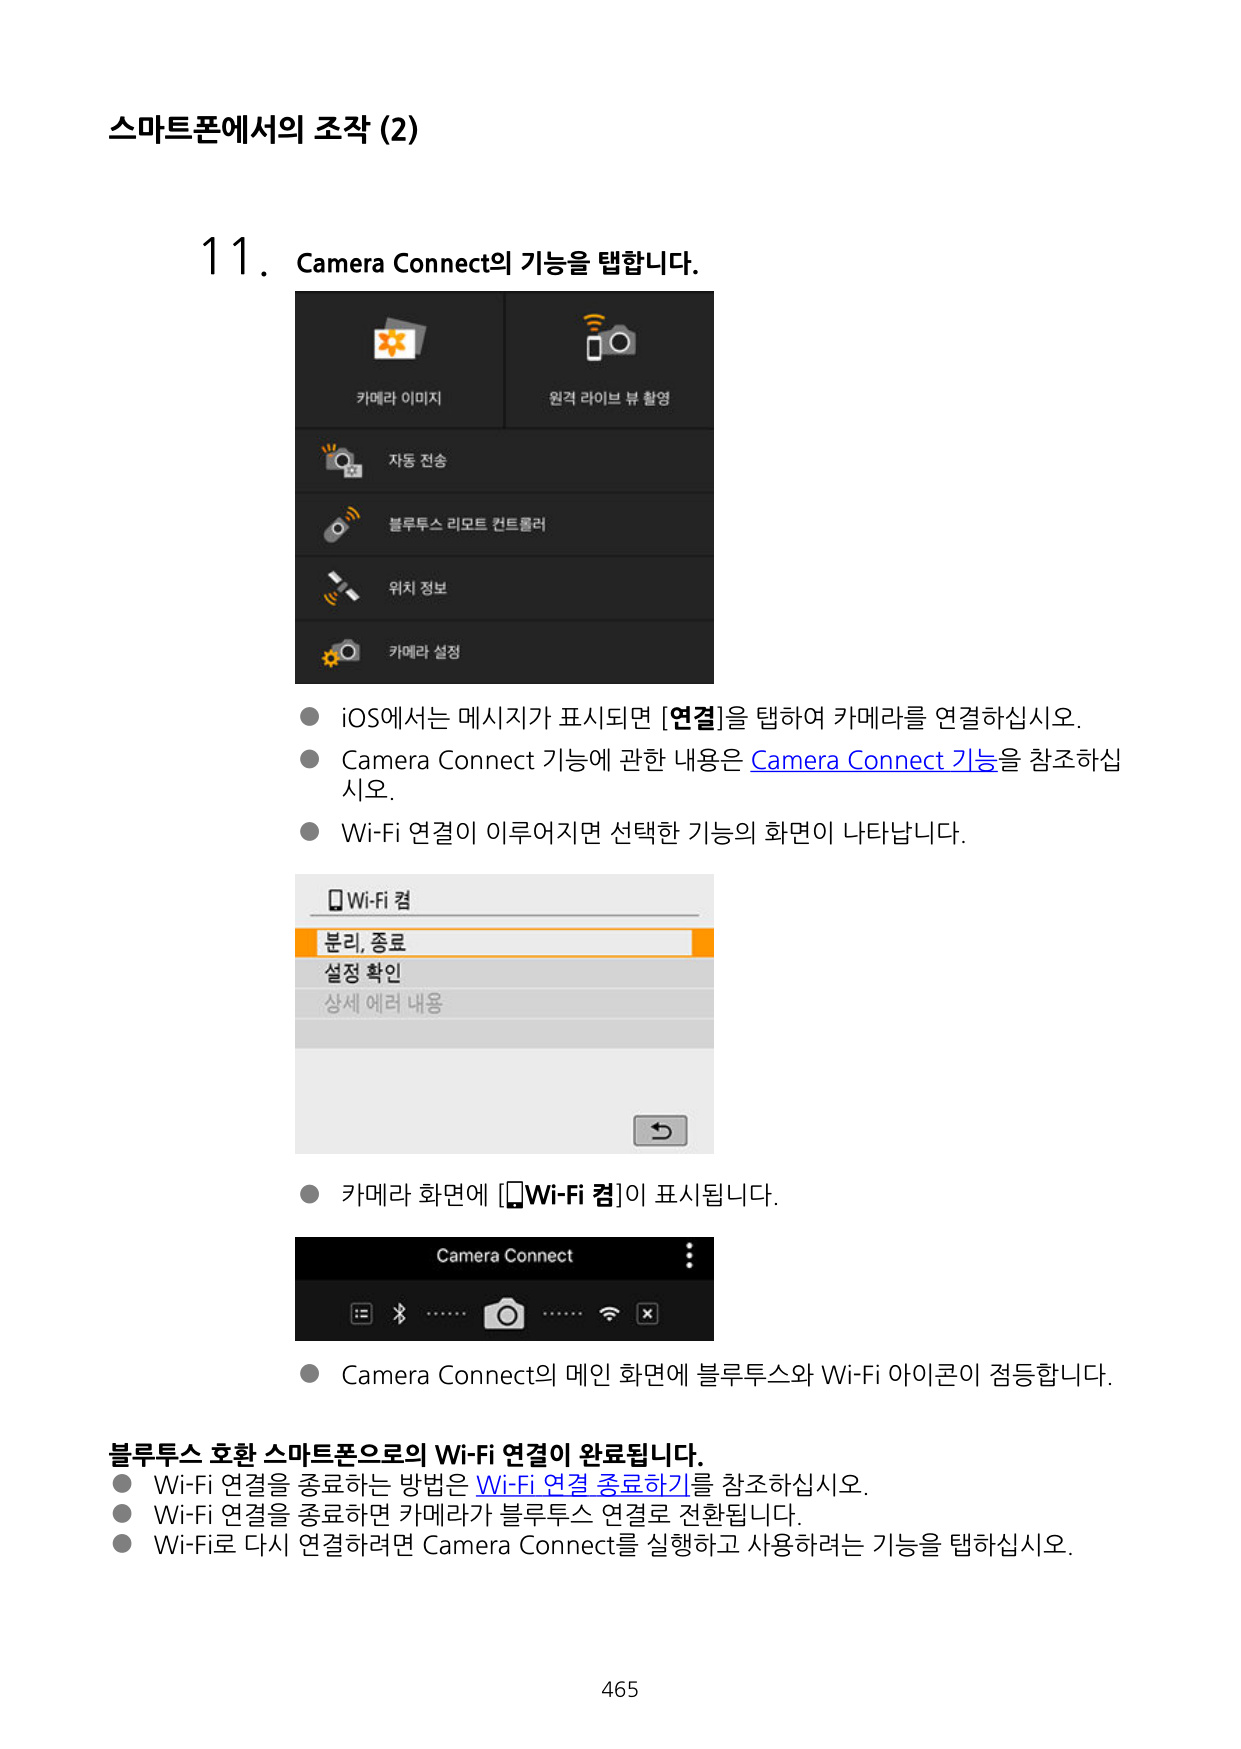 스마트폰에서의 조작 (2)
11. Camera Connect의 기능을 탭합니다.
카메라 이미지
원격 라이브 뷰 촬영
자동 전송
블루투스 리모트 컨트롤러
위치 정보
카메라 설정
● iOS에서는 메시지가 표시되면 [연결]을 탭하여 카메라를 연결하십시오.
● Camera Connect 기능에 관한 내용은 Camera Connect 기능을 참조하십
시오.
● Wi-Fi 연결이 이루어지면 선택한 기능의 화면이 나타납니다.
Wi-Fi 켬
분리, 종료
설정 확인
상세 에러 내용
● 카메라 화면에 [Wi-Fi 켬]이 표시됩니다.
Camera Connect
● Camera Connect의 메인 화면에 블루투스와 Wi-Fi 아이콘이 점등합니다.
블루투스 호환 스마트폰으로의 Wi-Fi 연결이 완료됩니다.
● Wi-Fi 연결을 종료하는 방법은 Wi-Fi 연결 종료하기를 참조하십시오.
● Wi-Fi 연결을 종료하면 카메라가 블루투스 연결로 전환됩니다.
● Wi-Fi로 다시 연결하려면 Camera Connect를 실행하고 사용하려는 기능을 탭하십시오.
465